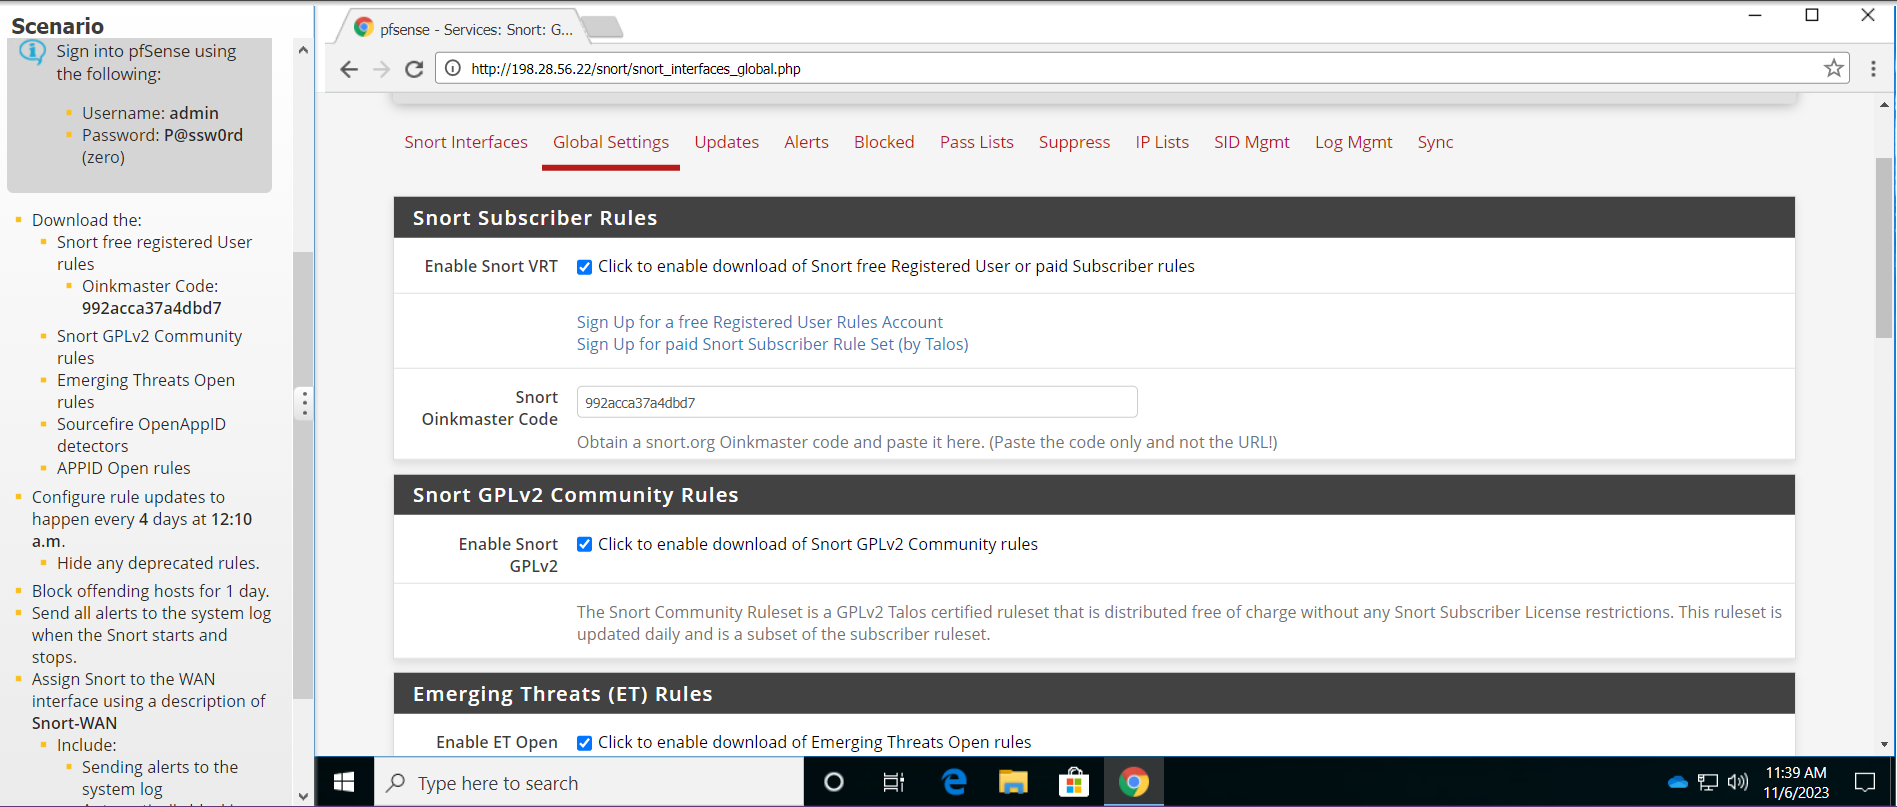 Scenario
Sign into pfSense using
the following:
Username: admin
Password: P@ssw0rd
(zero)
Download the:
Snort free registered User
rules
Oinkmaster Code:
992acca37a4dbd7
Snort GPLv2 Community
rules
Emerging Threats Open
rules
Sourcefire OpenAppID
detectors
APPID Open rules
Configure rule updates to
happen every 4 days at 12:10
a.m.
Hide any deprecated rules.
Block offending hosts for 1 day.
Send all alerts to the system log
when the Snort starts and
stops.
Assign Snort to the WAN
interface using a description of
Snort-WAN
Include:
Sending alerts to the
system log
pfsense - Services: Snort: G...
http://198.28.56.22/snort/snort_interfaces_global.php
Snort Interfaces Global Settings Updates Alerts Blocked Pass Lists Suppress IP Lists SID Mgmt Log Mgmt Sync
Snort Subscriber Rules
Enable Snort VRT Click to enable download of Snort free Registered User or paid Subscriber rules
Sign Up for a free Registered User Rules Account
Sign Up for paid Snort Subscriber Rule Set (by Talos)
Snort
Oinkmaster Code
992acca37a4dbd7
Obtain a snort.org Oinkmaster code and paste it here. (Paste the code only and not the URL!)
Snort GPLv2 Community Rules
Enable Snort
GPLv2
Click to enable download of Snort GPLv2 Community rules
The Snort Community Ruleset is a GPLv2 Talos certified ruleset that is distributed free of charge without any Snort Subscriber License restrictions. This ruleset is
updated daily and is a subset of the subscriber ruleset.
Emerging Threats (ET) Rules
Enable ET Open Click to enable download of Emerging Threats Open rules
Type here to search
11:39 AM
11/6/2023